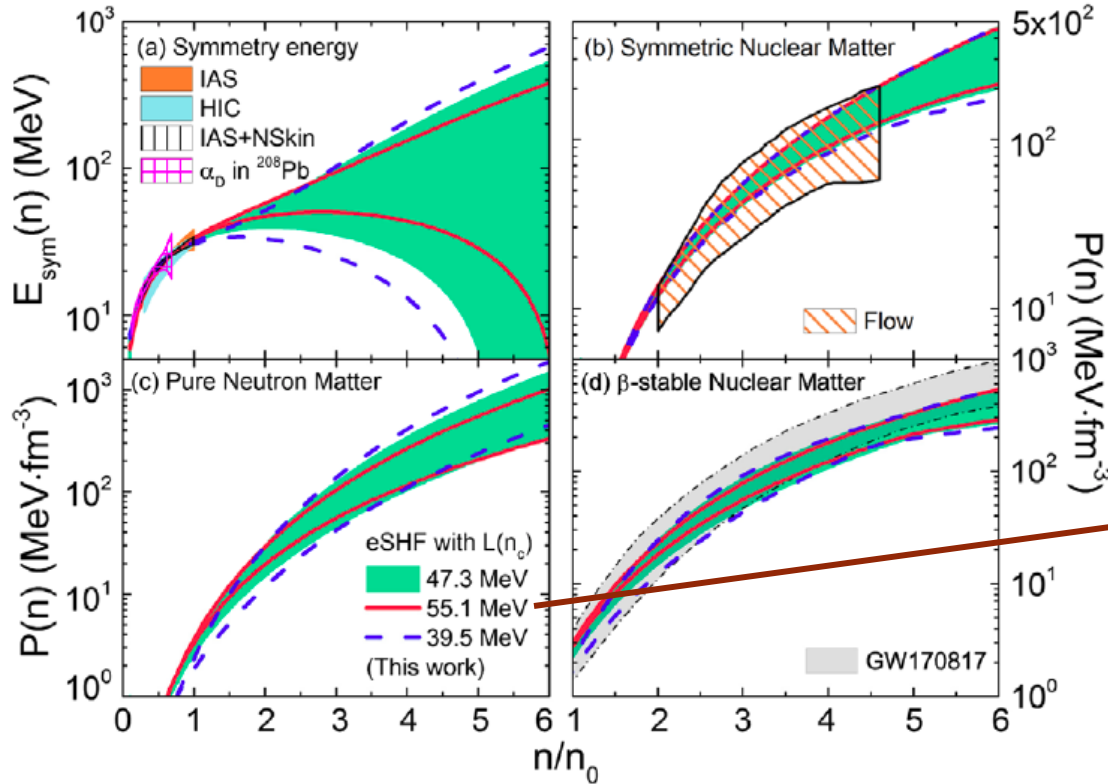 (a) Symmetry energy
IAS
HIC
IAS+NSkin
α_D in ²⁰⁸Pb
E_sym(n) (MeV)
10³
10²
10¹
(b) Symmetric Nuclear Matter
Flow
5x10²
10²
10¹
P(n) (MeV·fm⁻³)
(c) Pure Neutron Matter
eSHF with L(n_c)
47.3 MeV
55.1 MeV
39.5 MeV
(This work)
P(n) (MeV·fm⁻³)
10³
10²
10¹
10⁰
0 1 2 3 4 5 6
(d) β-stable Nuclear Matter
GW170817
10³
10²
10¹
10⁰
1 2 3 4 5 6
n/n₀